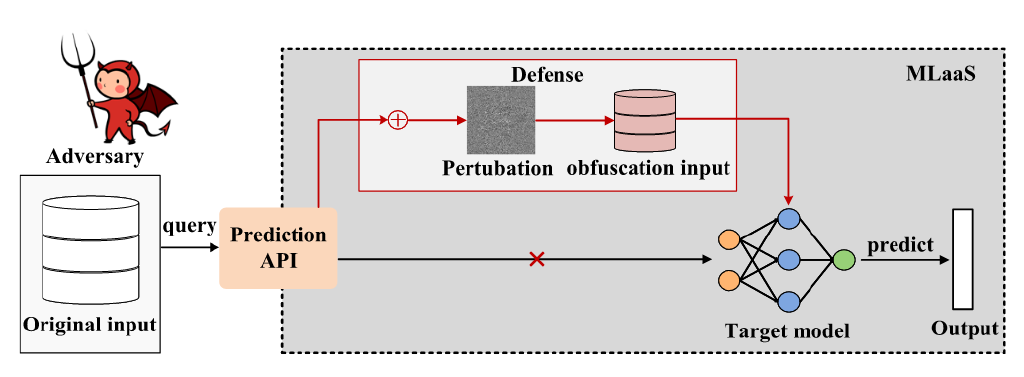 Defense
MLaaS
Adversary
Pertubation
obfuscation input
query
Prediction
API
predict
Original input
Target model
Output